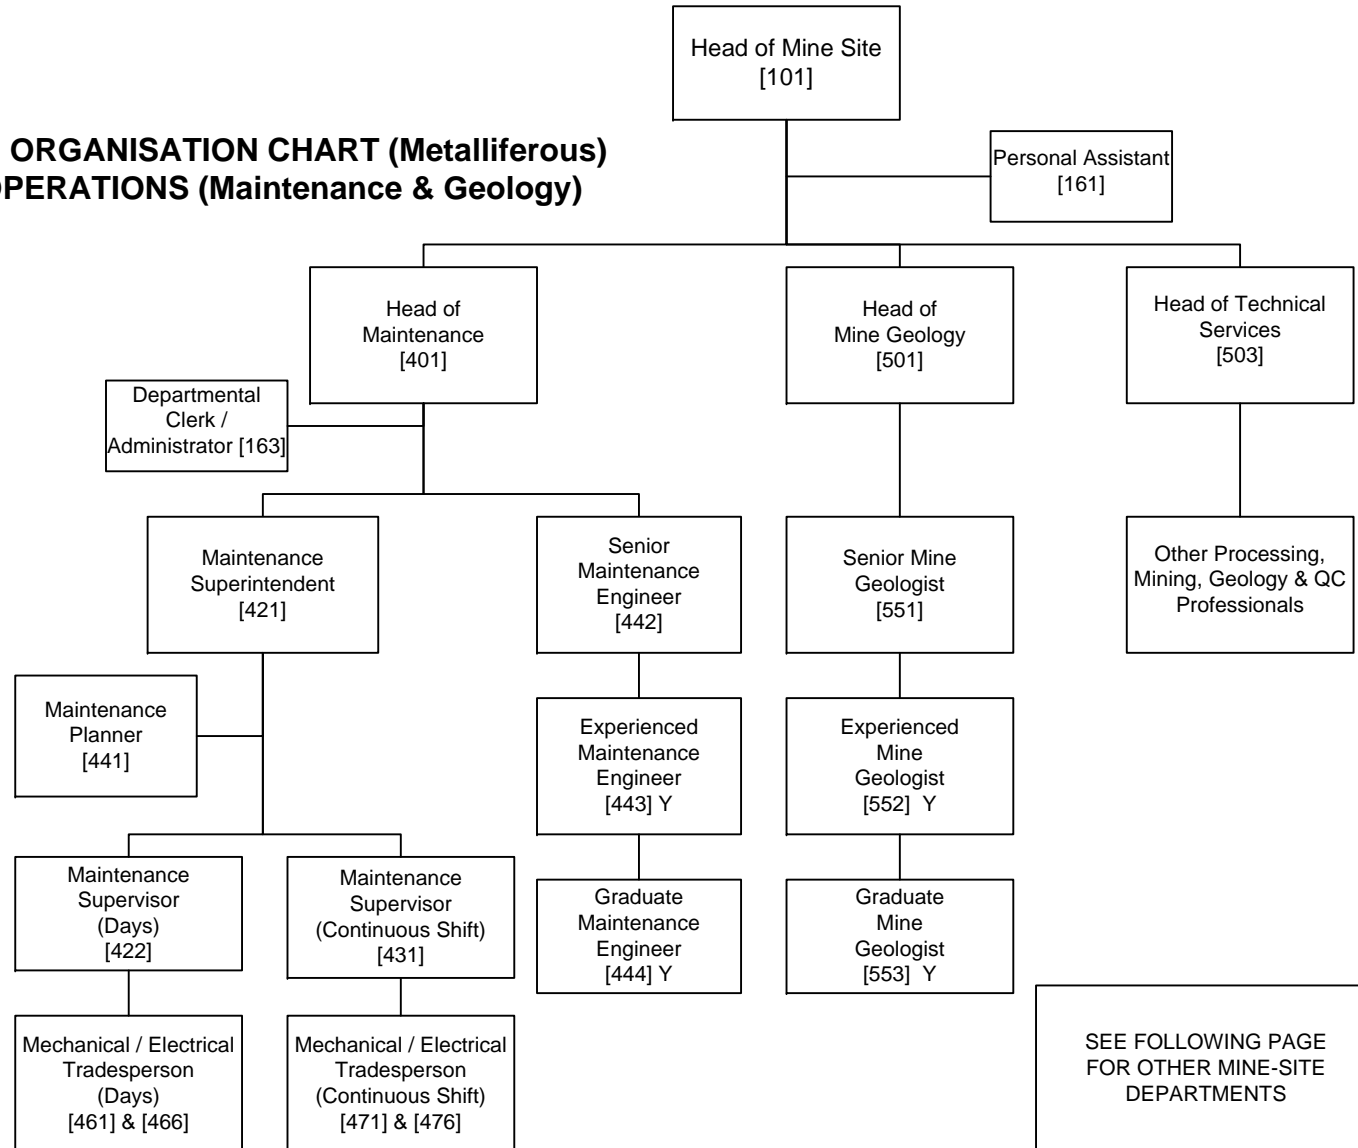 Head of Mine Site
[101]
ORGANISATION CHART (Metalliferous)
OPERATIONS (Maintenance & Geology)
Personal Assistant
[161]
Head of
Maintenance
[401]
Head of
Mine Geology
[501]
Head of Technical
Services
[503]
Departmental
Clerk /
Administrator [163]
Maintenance
Superintendent
[421]
Senior
Maintenance
Engineer
[442]
Senior Mine
Geologist
[551]
Other Processing,
Mining, Geology & QC
Professionals
Maintenance
Planner
[441]
Experienced
Maintenance
Engineer
[443] Y
Experienced
Mine
Geologist
[552] Y
Maintenance
Supervisor
(Days)
[422]
Maintenance
Supervisor
(Continuous Shift)
[431]
Graduate
Maintenance
Engineer
[444] Y
Graduate
Mine
Geologist
[553] Y
Mechanical / Electrical
Tradesperson
(Days)
[461] & [466]
Mechanical / Electrical
Tradesperson
(Continuous Shift)
[471] & [476]
SEE FOLLOWING PAGE
FOR OTHER MINE-SITE
DEPARTMENTS